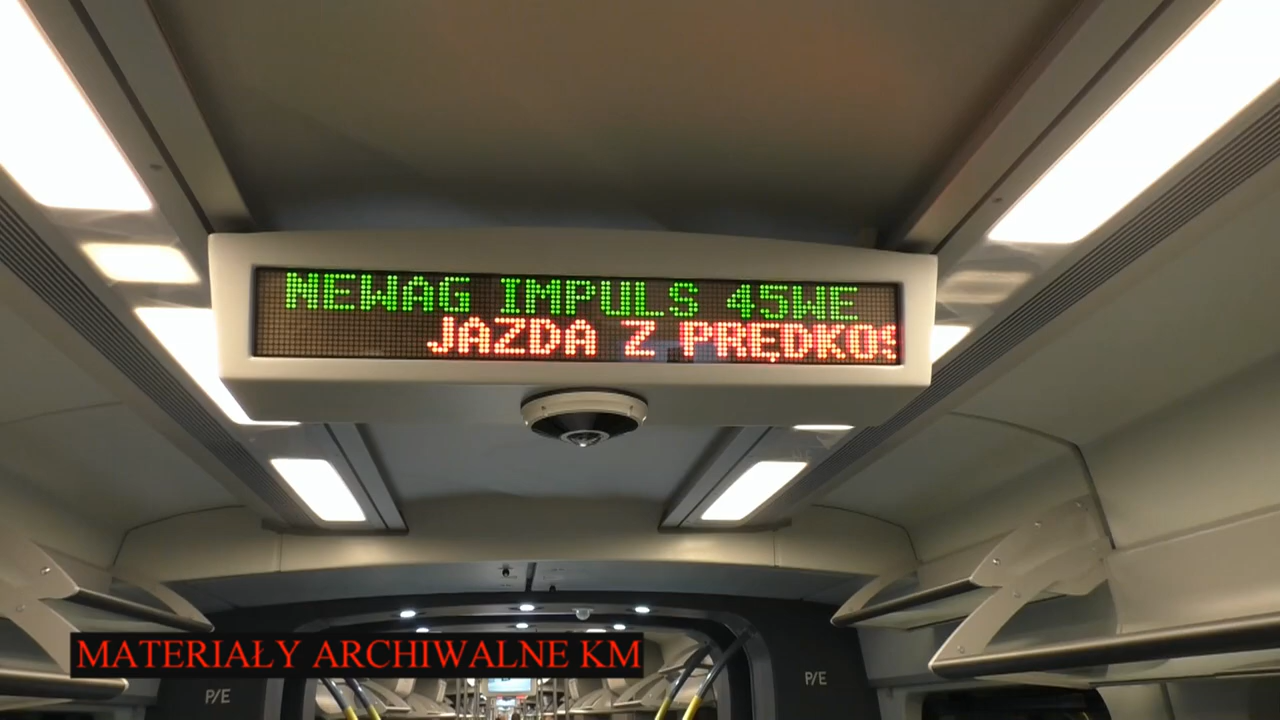 NEWAG IMPULS 45WE
JAZDA Z PRĘDKOŚ
MATERIAŁY ARCHIWALNE KM
P/E
P/E